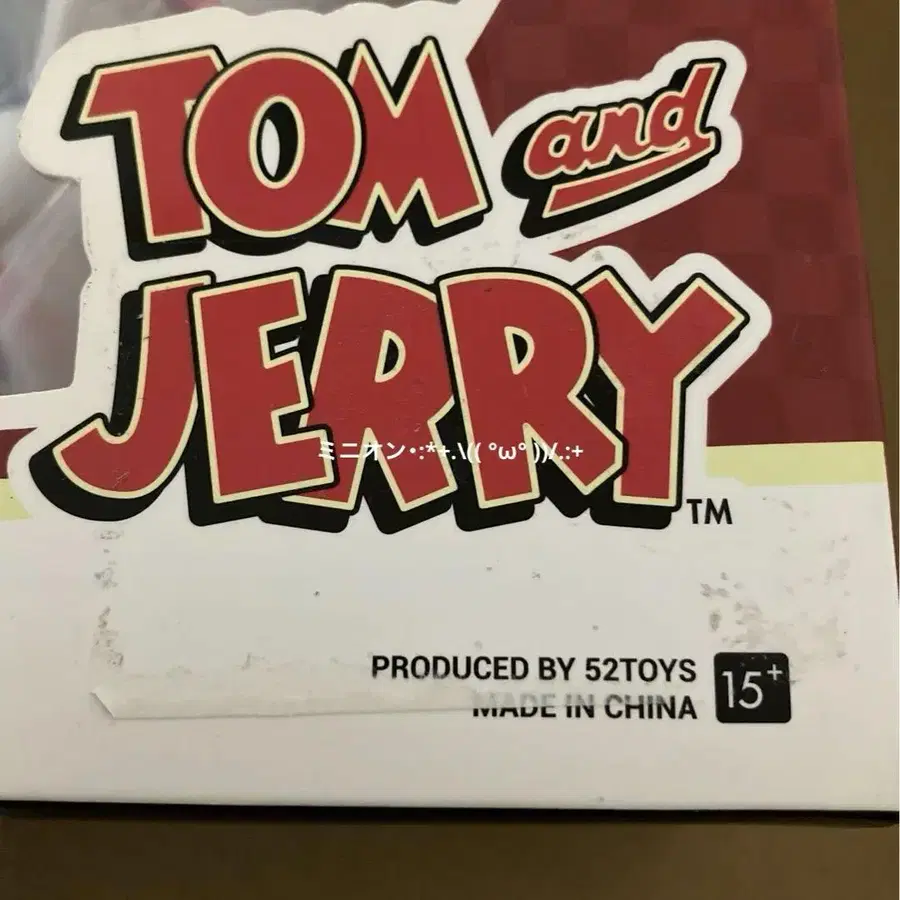 TOM and
JERRY
TM
ミニオン•:*+.\(( °ω° ))/.:+
PRODUCED BY 52TOYS
MADE IN CHINA
15+